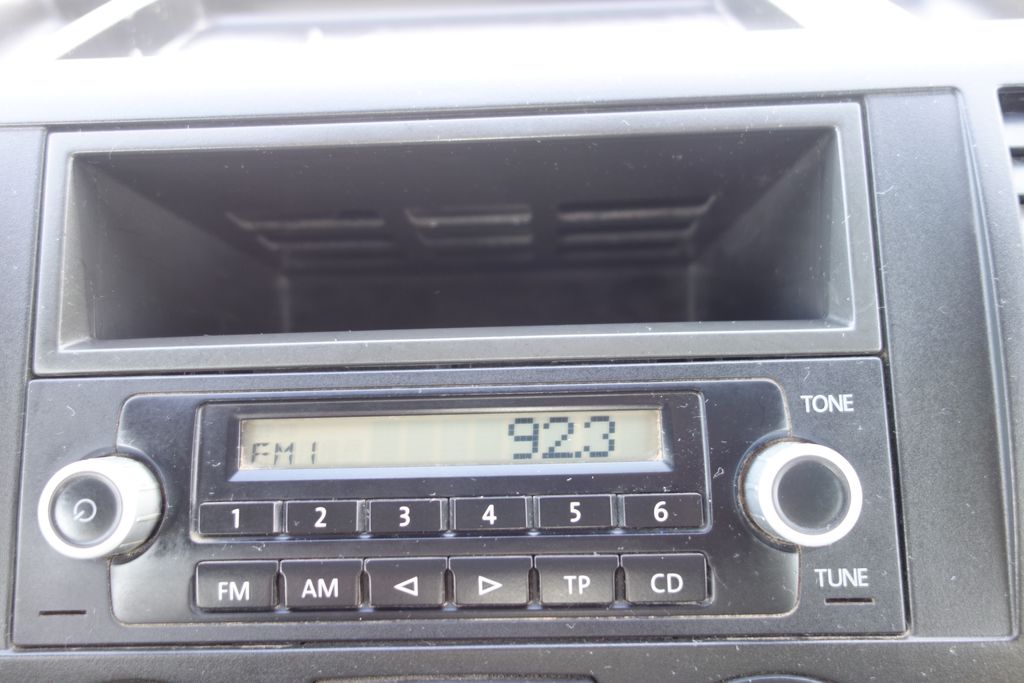 TONE
FM1 92.3
1 2 3 4 5 6
FM AM TP CD
TUNE